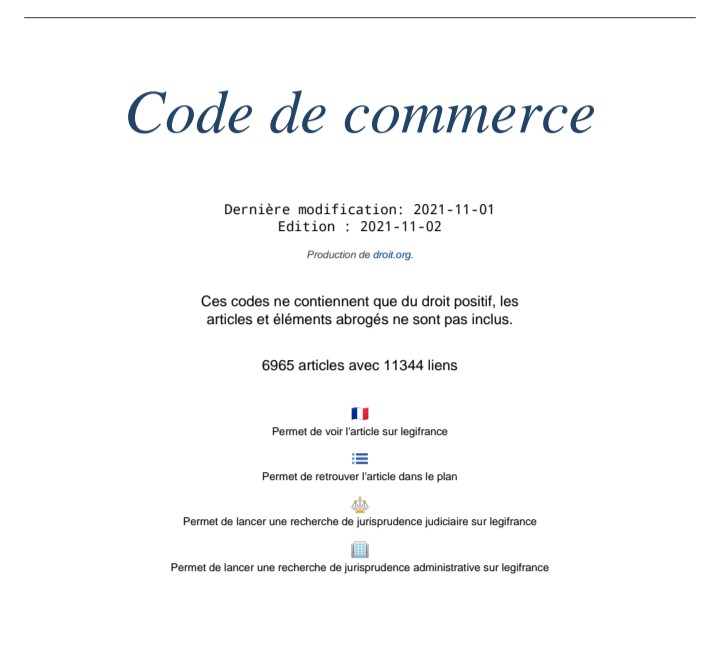 Code de commerce
Dernière modification: 2021-11-01
Edition : 2021-11-02
Production de droit.org.
Ces codes ne contiennent que du droit positif, les
articles et éléments abrogés ne sont pas inclus.
6965 articles avec 11344 liens
Permet de voir l'article sur legifrance
Permet de retrouver l'article dans le plan
Permet de lancer une recherche de jurisprudence judiciaire sur legifrance
Permet de lancer une recherche de jurisprudence administrative sur legifrance